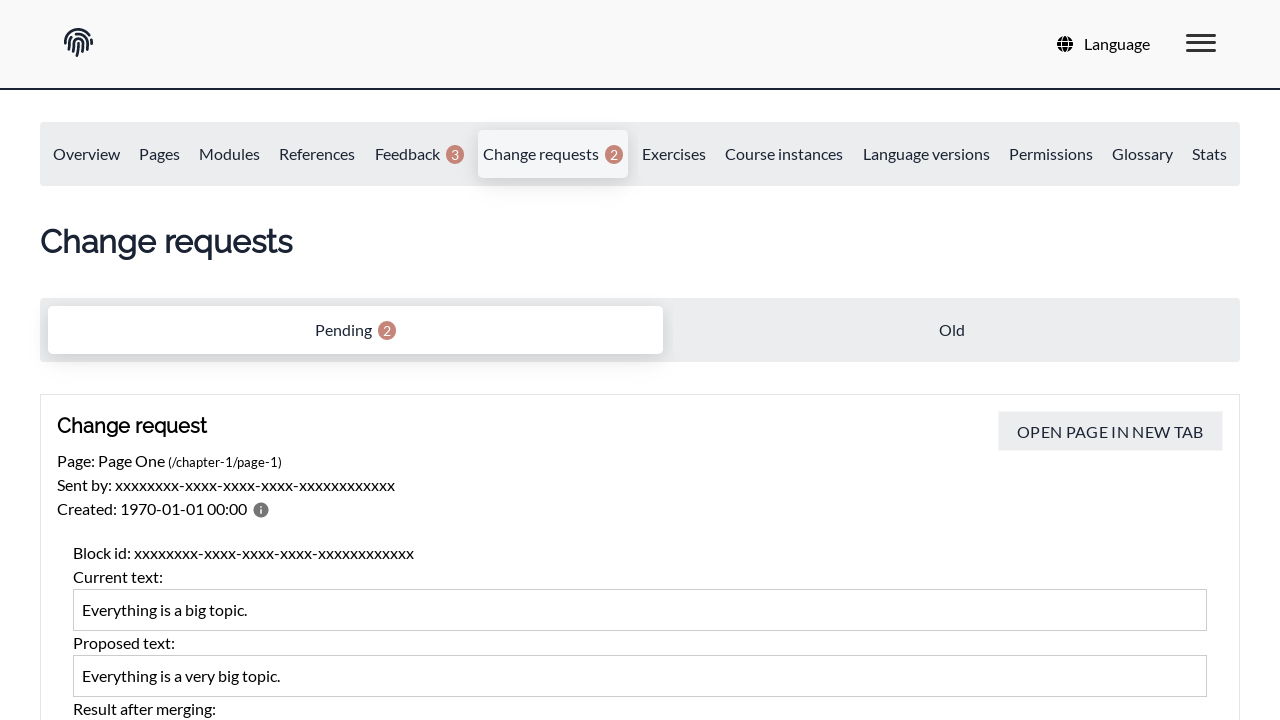 Language
Overview Pages Modules References Feedback 3 Change requests 2 Exercises Course instances Language versions Permissions Glossary Stats
Change requests
Pending 2 Old
Change request
OPEN PAGE IN NEW TAB
Page: Page One (/chapter-1/page-1)
Sent by: xxxxxxxx-xxxx-xxxx-xxxx-xxxxxxxxxxxx
Created: 1970-01-01 00:00
Block id: xxxxxxxx-xxxx-xxxx-xxxx-xxxxxxxxxxxx
Current text:
Everything is a big topic.
Proposed text:
Everything is a very big topic.
Result after merging: